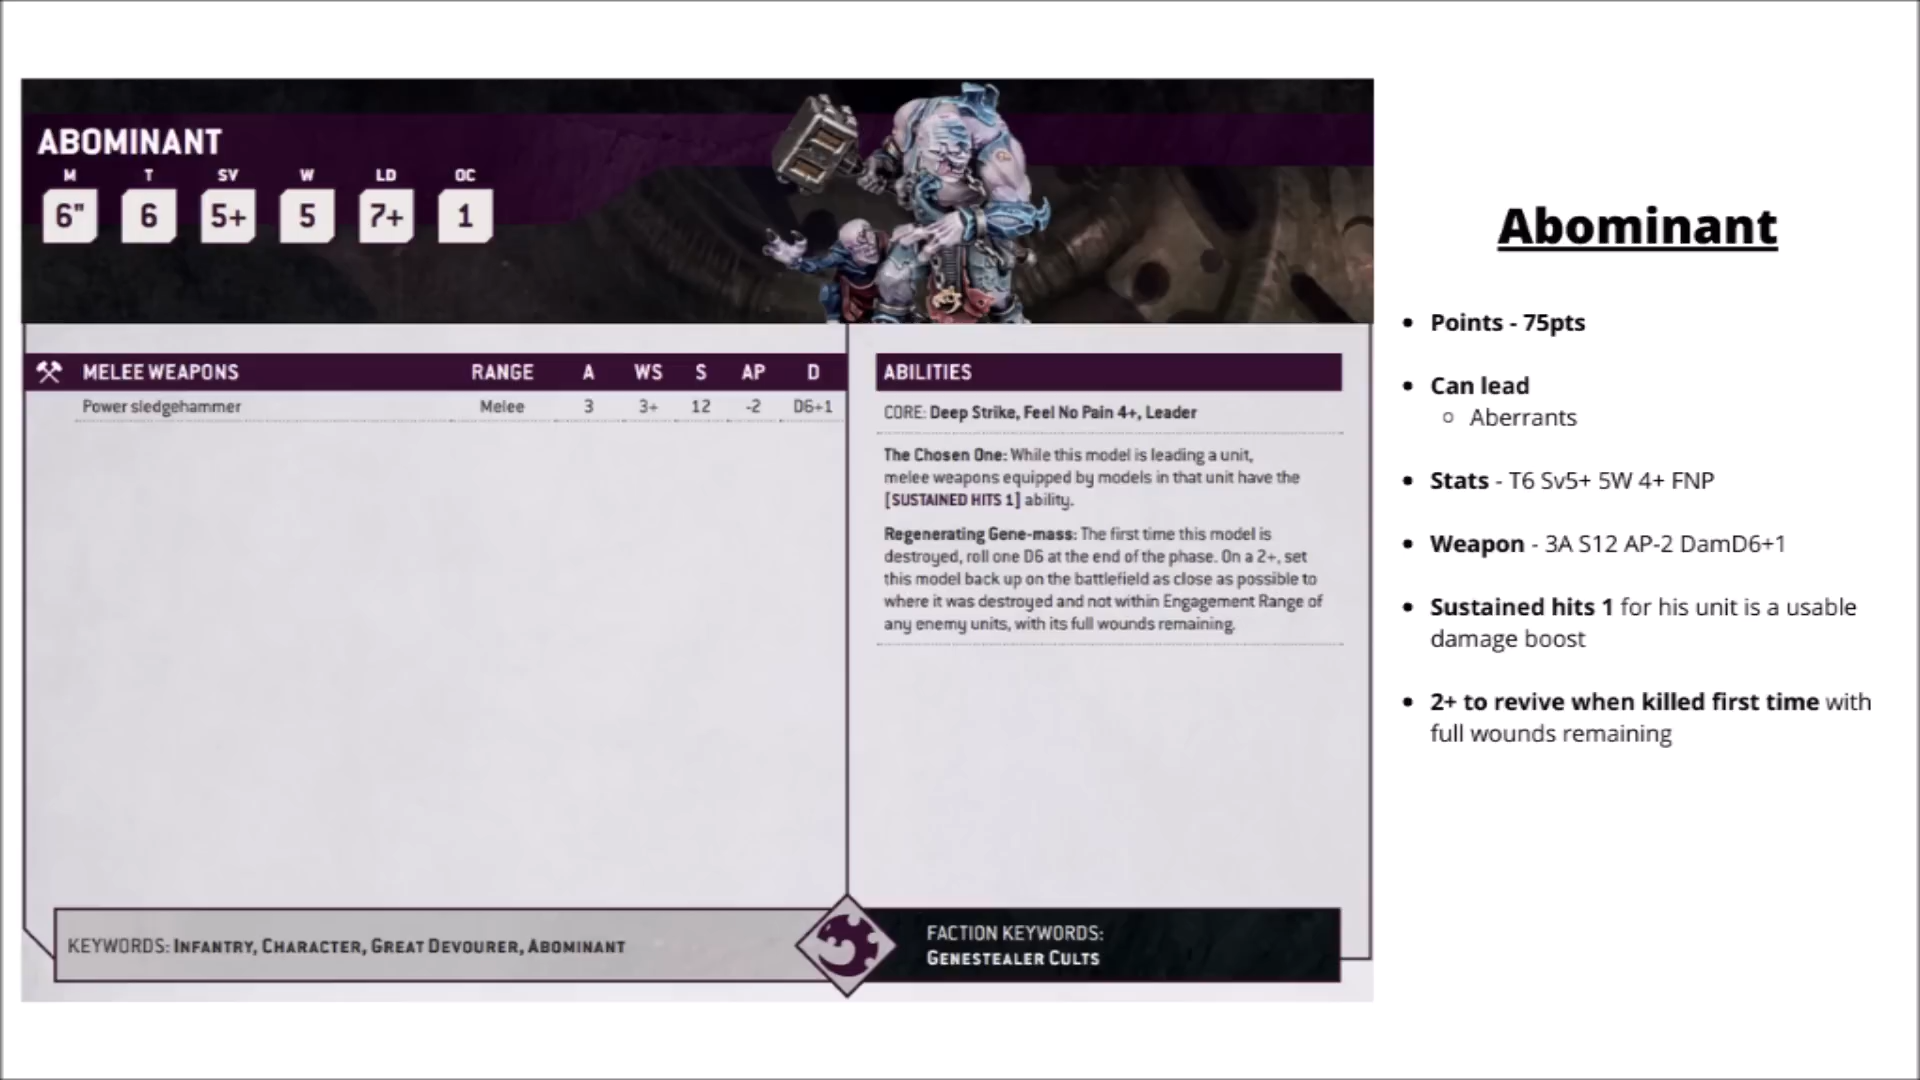 ABOMINANT
M T SV W LD OC
6" 6 5+ 5 7+ 1
MELEE WEAPONS RANGE A WS S AP D
Power sledgehammer Melee 3 3+ 12 -2 D6+1
ABILITIES
CORE: Deep Strike, Feel No Pain 4+, Leader
The Chosen One: While this model is leading a unit,
melee weapons equipped by models in that unit have the
[SUSTAINED HITS 1] ability.
Regenerating Gene-mass: The first time this model is
destroyed, roll one D6 at the end of the phase. On a 2+, set
this model back up on the battlefield as close as possible to
where it was destroyed and not within Engagement Range of
any enemy units, with its full wounds remaining.
KEYWORDS: INFANTRY, CHARACTER, GREAT DEVOURER, ABOMINANT
FACTION KEYWORDS:
GENESTEALER CULTS
Abominant
• Points - 75pts
• Can lead
○ Aberrants
• Stats - T6 Sv5+ 5W 4+ FNP
• Weapon - 3A S12 AP-2 DamD6+1
• Sustained hits 1 for his unit is a usable
damage boost
• 2+ to revive when killed first time with
full wounds remaining